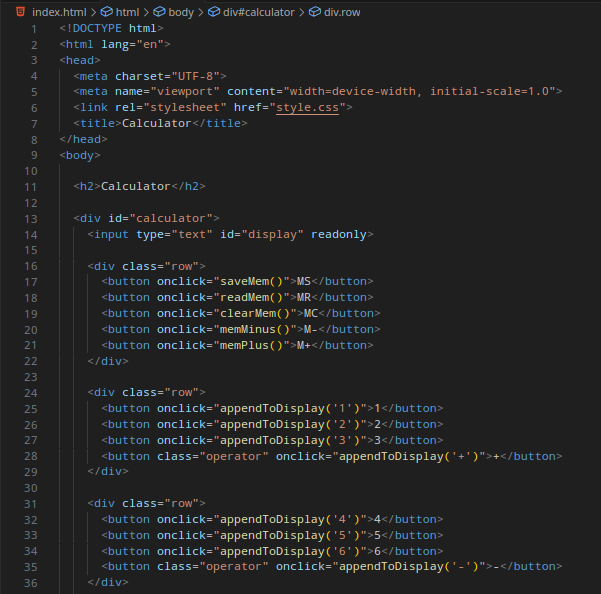 index.html > html > body > div#calculator > div.row
1 <!DOCTYPE html>
2 <html lang="en">
3 <head>
4   <meta charset="UTF-8">
5   <meta name="viewport" content="width=device-width, initial-scale=1.0">
6   <link rel="stylesheet" href="style.css">
7   <title>Calculator</title>
8 </head>
9 <body>
10
11   <h2>Calculator</h2>
12
13   <div id="calculator">
14     <input type="text" id="display" readonly>
15
16     <div class="row">
17       <button onclick="saveMem()">MS</button>
18       <button onclick="readMem()">MR</button>
19       <button onclick="clearMem()">MC</button>
20       <button onclick="memMinus()">M-</button>
21       <button onclick="memPlus()">M+</button>
22     </div>
23
24     <div class="row">
25       <button onclick="appendToDisplay('1')">1</button>
26       <button onclick="appendToDisplay('2')">2</button>
27       <button onclick="appendToDisplay('3')">3</button>
28       <button class="operator" onclick="appendToDisplay('+')">+</button>
29     </div>
30
31     <div class="row">
32       <button onclick="appendToDisplay('4')">4</button>
33       <button onclick="appendToDisplay('5')">5</button>
34       <button onclick="appendToDisplay('6')">6</button>
35       <button class="operator" onclick="appendToDisplay('-')">-</button>
36     </div>